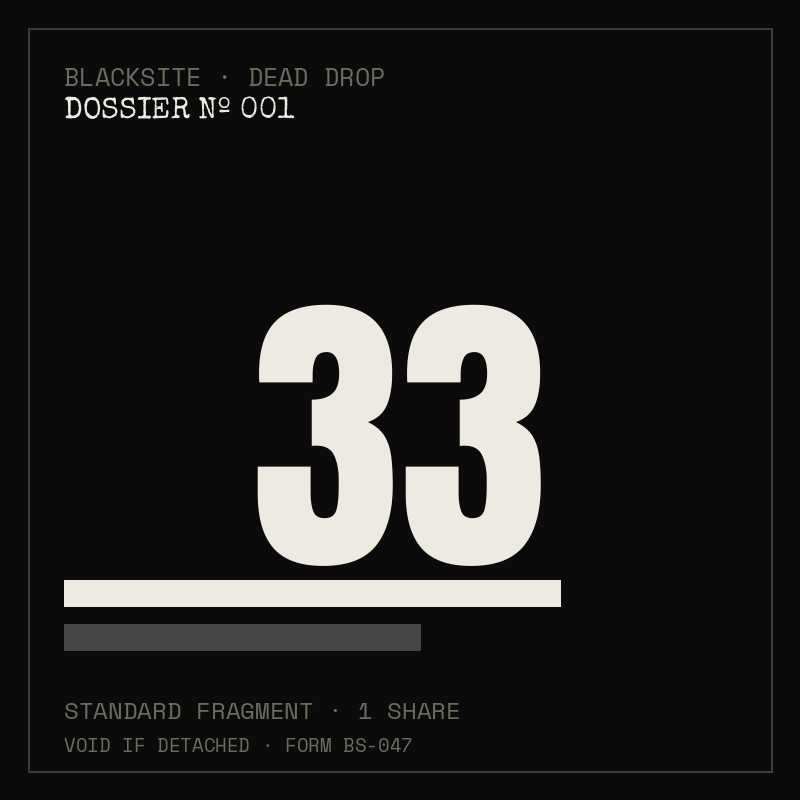 BLACKSITE · DEAD DROP
DOSSIER Nº 001
33
STANDARD FRAGMENT · 1 SHARE
VOID IF DETACHED · FORM BS-047